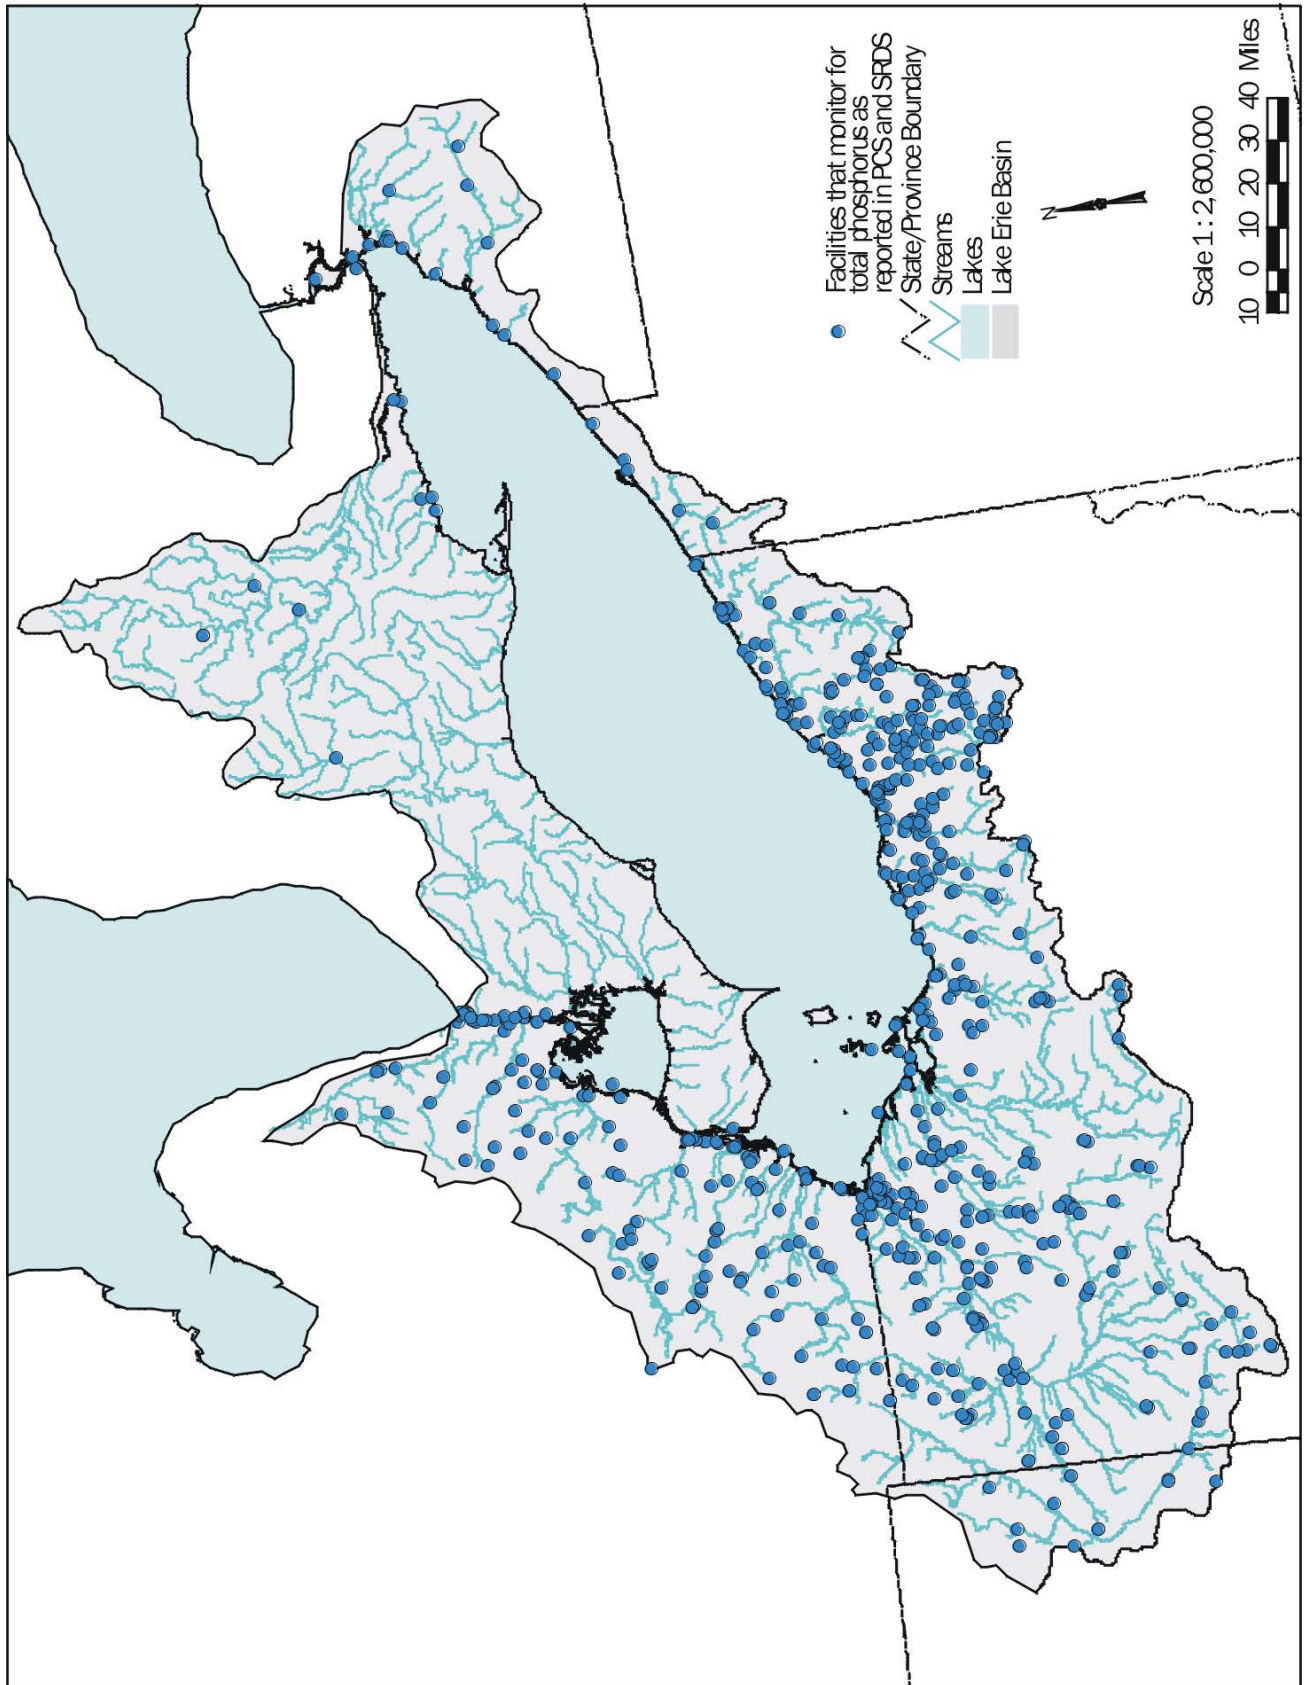 Facilities that monitor for
total phosphorus as
reported in PCS and SRDS
State/Province Boundary
Streams
Lakes
Lake Erie Basin
N
Scale 1 : 2,600,000
10 0 10 20 30 40 Miles